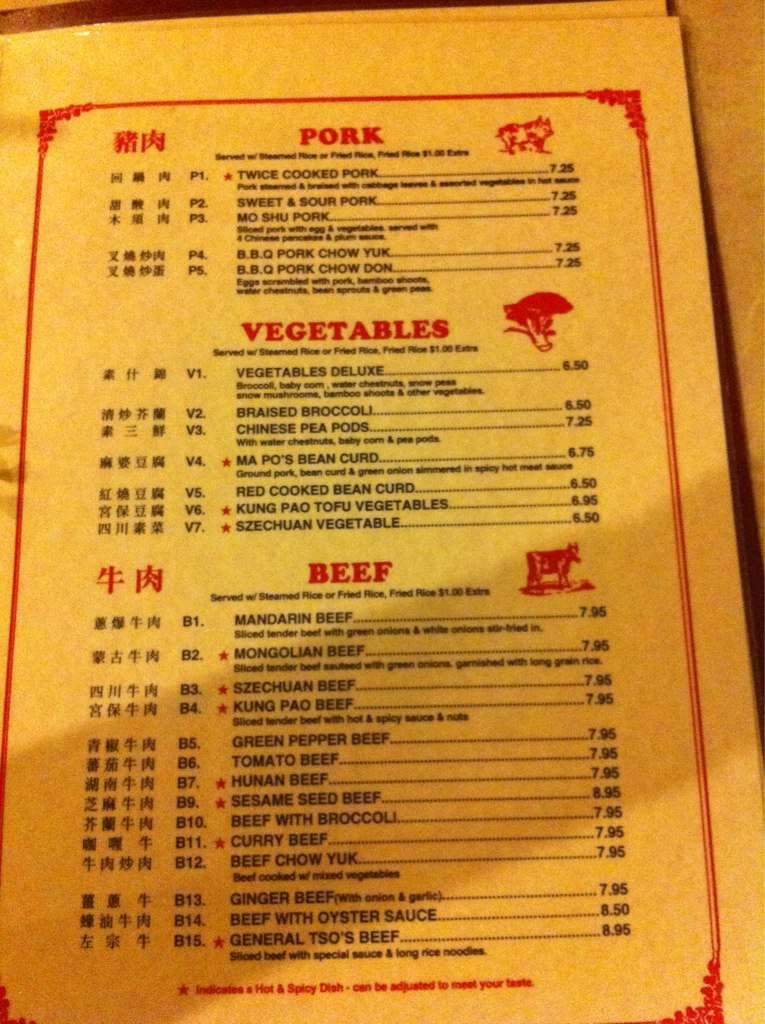 豬肉 PORK
Served w/ Steamed Rice or Fried Rice, Fried Rice $1.00 Extra
回鍋肉 P1. ★ TWICE COOKED PORK 7.25
Pork steamed & braised with cabbage leaves & assorted vegetables in hot sauce
甜酸肉 P2. SWEET & SOUR PORK 7.25
木須肉 P3. MO SHU PORK 7.25
Sliced pork with egg & vegetables. served with
4 Chinese pancakes & plum sauce.
叉燒炒肉 P4. B.B.Q PORK CHOW YUK 7.25
叉燒炒蛋 P5. B.B.Q PORK CHOW DON 7.25
Eggs scrambled with pork, bamboo shoots,
water chestnuts, bean sprouts & green peas.
VEGETABLES
Served w/ Steamed Rice or Fried Rice, Fried Rice $1.00 Extra
素什錦 V1. VEGETABLES DELUXE 6.50
Broccoli, baby corn , water chestnuts, snow peas
snow mushrooms, bamboo shoots & other vegetables.
清炒芥蘭 V2. BRAISED BROCCOLI 6.50
素三鮮 V3. CHINESE PEA PODS 7.25
With water chestnuts, baby corn & pea pods.
麻婆豆腐 V4. ★ MA PO'S BEAN CURD 6.75
Ground pork, bean curd & green onion simmered in spicy hot meat sauce
紅燒豆腐 V5. RED COOKED BEAN CURD 6.50
宮保豆腐 V6. ★ KUNG PAO TOFU VEGETABLES 6.95
四川素菜 V7. ★ SZECHUAN VEGETABLE 6.50
牛肉 BEEF
Served w/ Steamed Rice or Fried Rice, Fried Rice $1.00 Extra
蔥爆牛肉 B1. MANDARIN BEEF 7.95
Sliced tender beef with green onions & white onions stir-fried in.
蒙古牛肉 B2. ★ MONGOLIAN BEEF 7.95
Sliced tender beef sauteed with green onions. garnished with long grain rice.
四川牛肉 B3. ★ SZECHUAN BEEF 7.95
宮保牛肉 B4. ★ KUNG PAO BEEF 7.95
Sliced tender beef with hot & spicy sauce & nuts
青椒牛肉 B5. GREEN PEPPER BEEF 7.95
蕃茄牛肉 B6. TOMATO BEEF 7.95
湖南牛肉 B7. ★ HUNAN BEEF 7.95
芝麻牛肉 B9. ★ SESAME SEED BEEF 8.95
芥蘭牛肉 B10. BEEF WITH BROCCOLI 7.95
咖喱牛 B11. ★ CURRY BEEF 7.95
牛肉炒肉 B12. BEEF CHOW YUK 7.95
Beef cooked w/ mixed vegetables
薑蔥牛 B13. GINGER BEEF(With onion & garlic) 7.95
蠔油牛肉 B14. BEEF WITH OYSTER SAUCE 8.50
左宗牛 B15. ★ GENERAL TSO'S BEEF 8.95
Sliced beef with special sauce & long rice noodles.
★ Indicates a Hot & Spicy Dish - can be adjusted to meet your taste.